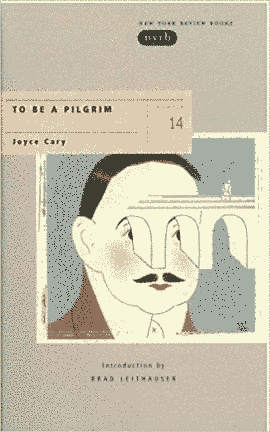 NEW YORK REVIEW BOOKS
nyrb
TO BE A PILGRIM
14
Joyce Cary
Introduction by
BRAD LEITHAUSER